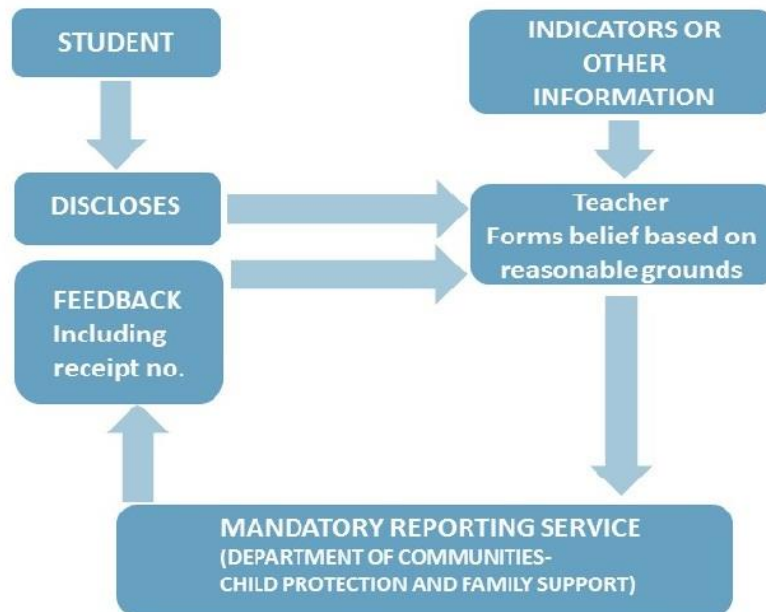 STUDENT
INDICATORS OR
OTHER
INFORMATION
DISCLOSES
Teacher
Forms belief based on
reasonable grounds
FEEDBACK
Including
receipt no.
MANDATORY REPORTING SERVICE
(DEPARTMENT OF COMMUNITIES-
CHILD PROTECTION AND FAMILY SUPPORT)